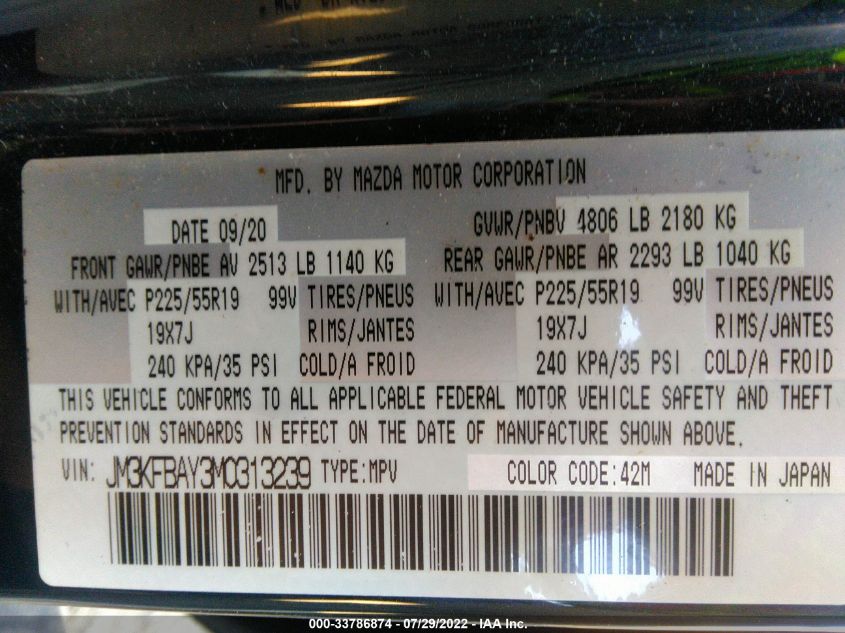 MFD. BY MAZDA MOTOR CORPORATION
DATE 09/20 GVWR/PNBV 4806 LB 2180 KG
FRONT GAWR/PNBE AV 2513 LB 1140 KG REAR GAWR/PNBE AR 2293 LB 1040 KG
WITH/AVEC P225/55R19 99V TIRES/PNEUS WITH/AVEC P225/55R19 99V TIRES/PNEUS
19X7J RIMS/JANTES 19X7J RIMS/JANTES
240 KPA/35 PSI COLD/A FROID 240 KPA/35 PSI COLD/A FROID
THIS VEHICLE CONFORMS TO ALL APPLICABLE FEDERAL MOTOR VEHICLE SAFETY AND THEFT
PREVENTION STANDARDS IN EFFECT ON THE DATE OF MANUFACTURE SHOWN ABOVE.
VIN: JM3KFBAY3M0313239 TYPE:MPV COLOR CODE:42M MADE IN JAPAN
000-33786874 - 07/29/2022 - IAA Inc.